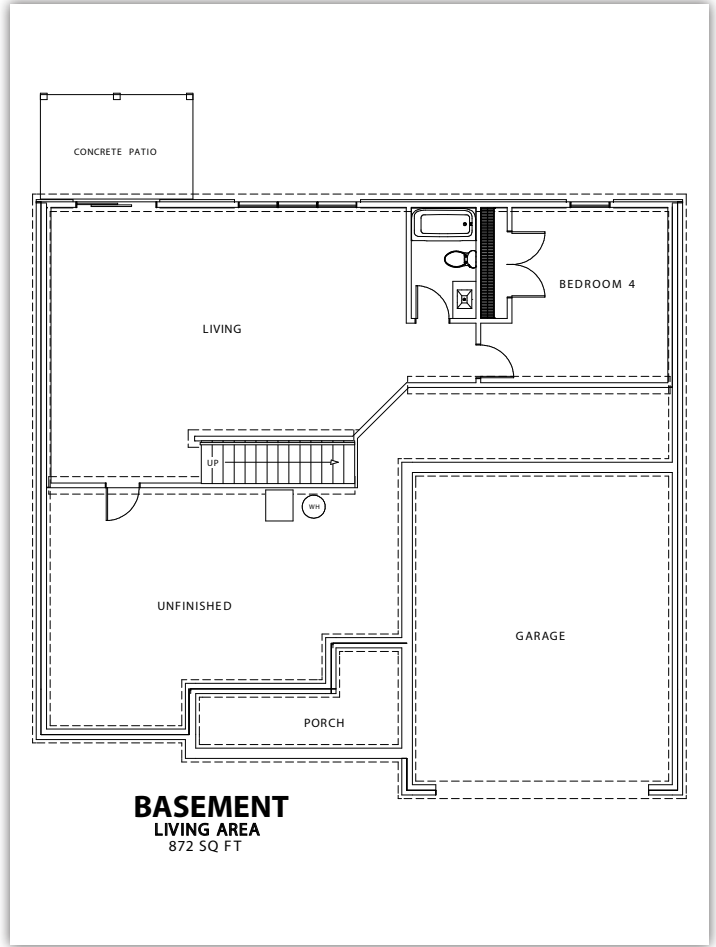 CONCRETE PATIO
BEDROOM 4
LIVING
UP
WH
UNFINISHED
GARAGE
PORCH
BASEMENT
LIVING AREA
872 SQ FT